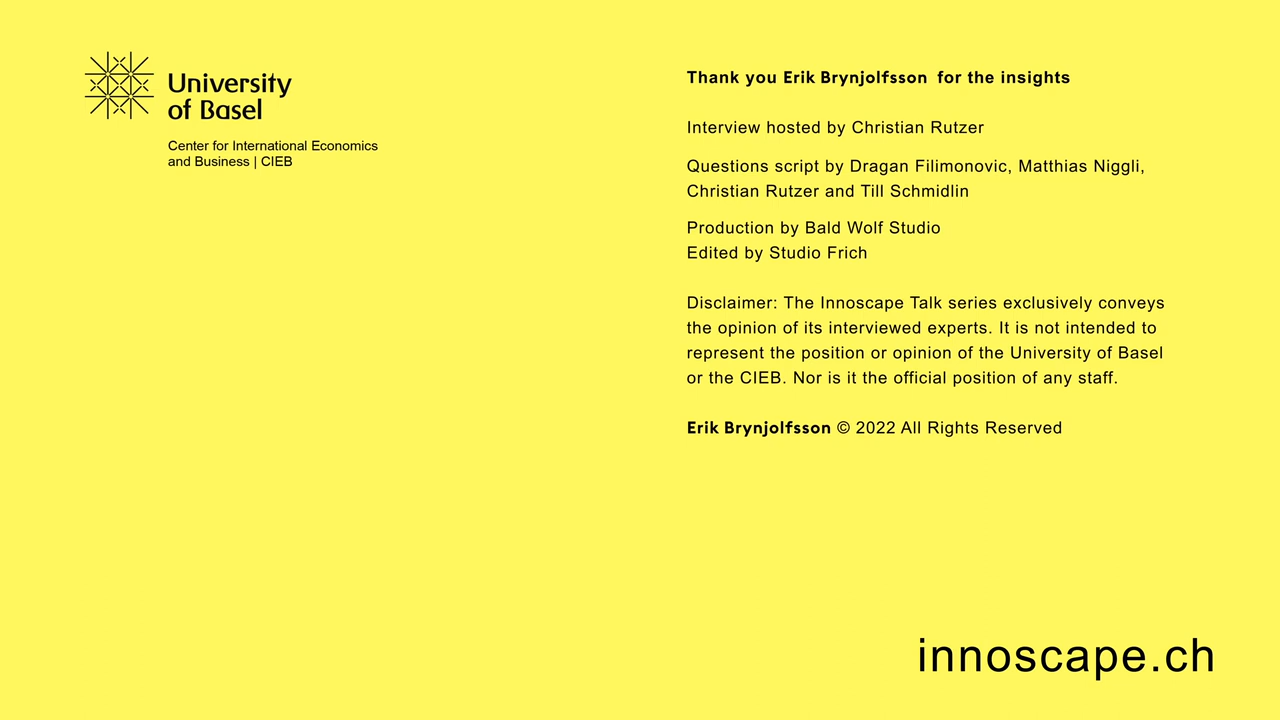 University
of Basel
Center for International Economics
and Business | CIEB
Thank you Erik Brynjolfsson for the insights
Interview hosted by Christian Rutzer
Questions script by Dragan Filimonovic, Matthias Niggli,
Christian Rutzer and Till Schmidlin
Production by Bald Wolf Studio
Edited by Studio Frich
Disclaimer: The Innoscape Talk series exclusively conveys
the opinion of its interviewed experts. It is not intended to
represent the position or opinion of the University of Basel
or the CIEB. Nor is it the official position of any staff.
Erik Brynjolfsson © 2022 All Rights Reserved
innoscape.ch